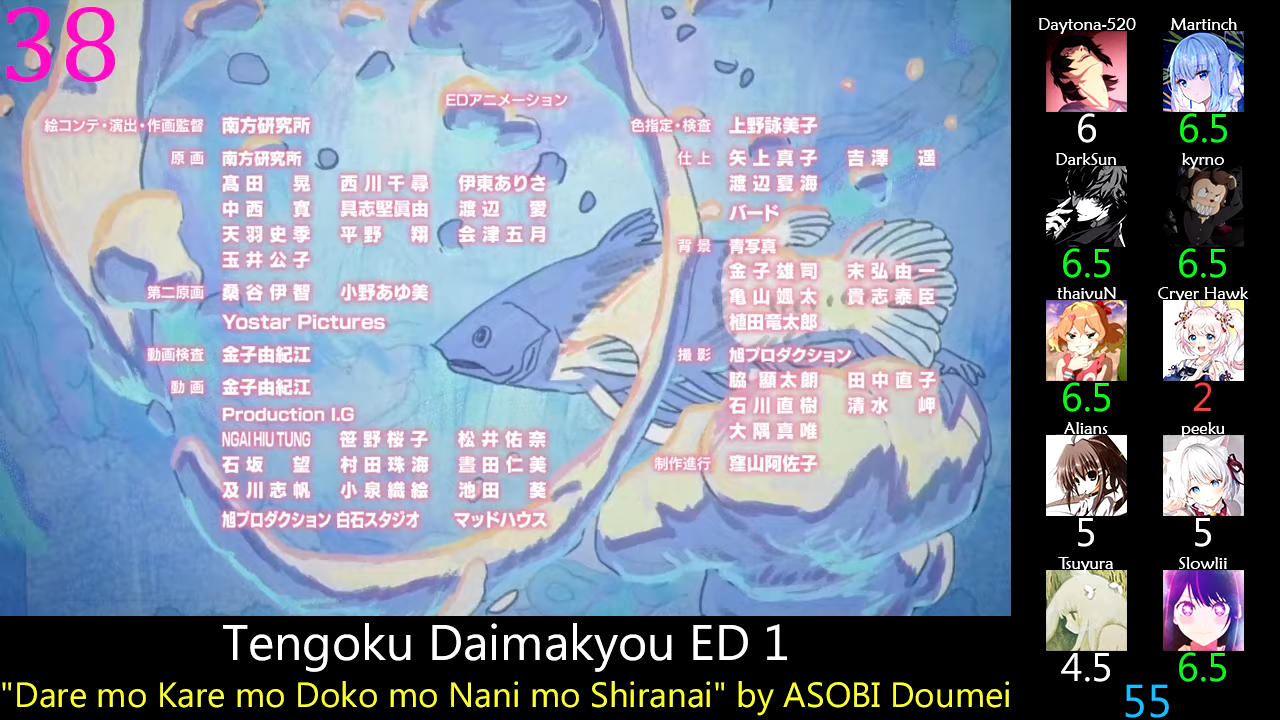 38
EDアニメーション
絵コンテ・演出・作画監督 南方研究所
原画 南方研究所
髙田 晃 西川千尋 伊東ありさ
中西 寛 具志堅眞由 渡辺 愛
天羽史季 平野 翔 会津五月
玉井公子
第二原画 桑谷伊智 小野あゆ美
Yostar Pictures
動画検査 金子由紀江
動画 金子由紀江
Production I.G
NGAI HIU TUNG 笹野桜子 松井佑奈
石坂 望 村田珠海 晝田仁美
及川志帆 小泉織絵 池田 葵
旭プロダクション 白石スタジオ マッドハウス
色指定・検査 上野詠美子
仕上 矢上真子 吉澤 遥
渡辺夏海
バード
背景 青写真
金子雄司 末弘由一
亀山颯太 貴志泰臣
植田竜太郎
撮影 旭プロダクション
脇 顯太朗 田中直子
石川直樹 清水 岬
大隅真唯
制作進行 窪山阿佐子
Tengoku Daimakyou ED 1
"Dare mo Kare mo Doko mo Nani mo Shiranai" by ASOBI Doumei
Daytona-520 Martinch
6 6.5
DarkSun kyrno
6.5 6.5
thaivuN Cryer Hawk
6.5 2
Alians peeku
5 5
Tsuyura Slowlii
4.5 6.5
55